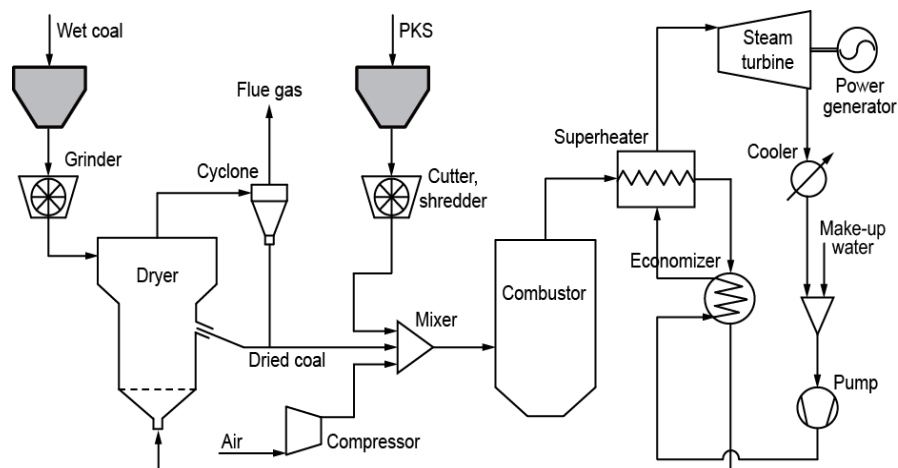 Wet coal
PKS
Steam
turbine
Power
generator
Flue gas
Superheater
Cooler
Grinder
Cyclone
Cutter,
shredder
Make-up
water
Economizer
Dryer
Combustor
Mixer
Dried coal
Pump
Air
Compressor